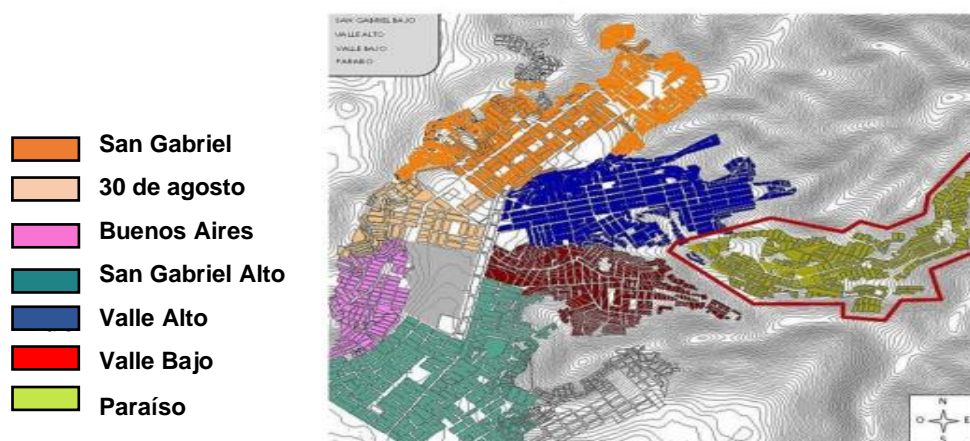 San Gabriel
30 de agosto
Buenos Aires
San Gabriel Alto
Valle Alto
Valle Bajo
Paraíso
SAN GABRIEL BAJO
VALLE ALTO
VALLE BAJO
PARAISO
N
O E
S